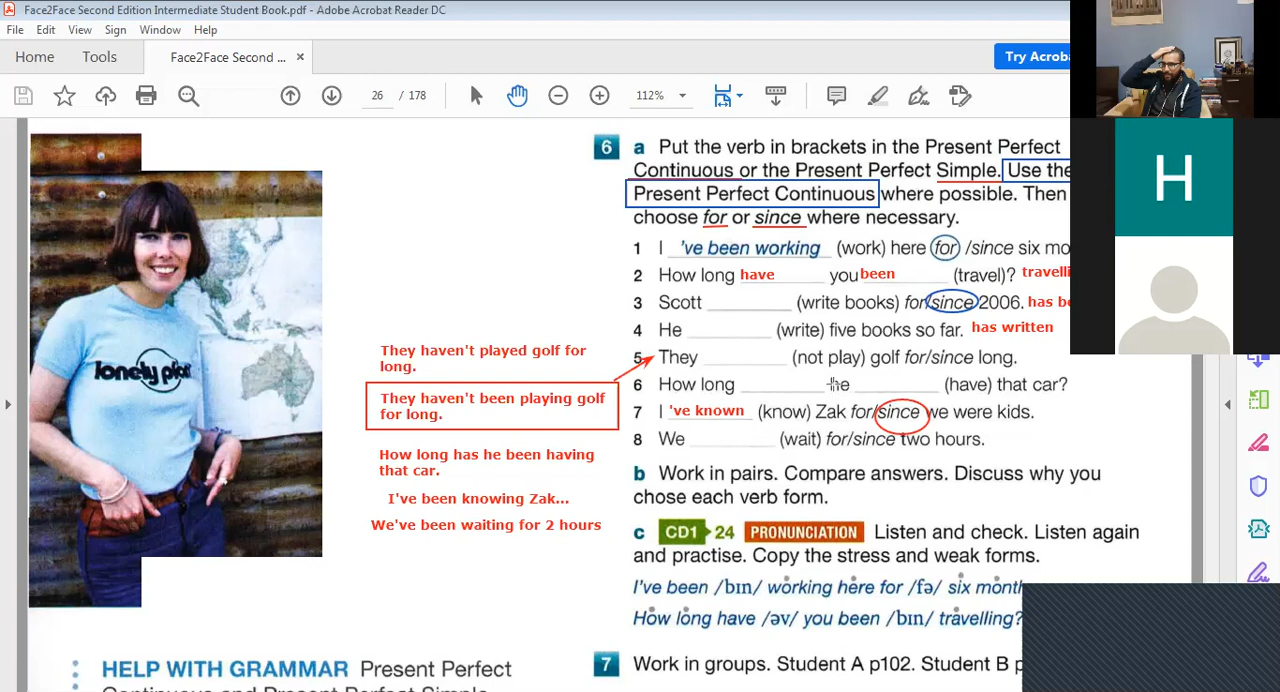 Face2Face Second Edition Intermediate Student Book.pdf - Adobe Acrobat Reader DC
File Edit View Sign Window Help
Home Tools Face2Face Second ... × Try Acroba
26 / 178 112%
6 a Put the verb in brackets in the Present Perfect
Continuous or the Present Perfect Simple. Use the
Present Perfect Continuous where possible. Then
choose for or since where necessary.
1 I 've been working (work) here for /since six mo
2 How long have you been (travel)? travelli
3 Scott (write books) for/since 2006. has be
4 He (write) five books so far. has written
5 They (not play) golf for/since long.
6 How long he (have) that car?
7 I 've known (know) Zak for/since we were kids.
8 We (wait) for/since two hours.
They haven't played golf for
long.
They haven't been playing golf
for long.
How long has he been having
that car.
I've been knowing Zak...
We've been waiting for 2 hours
lonely plan
b Work in pairs. Compare answers. Discuss why you
chose each verb form.
c CD1 24 PRONUNCIATION Listen and check. Listen again
and practise. Copy the stress and weak forms.
I've been /bɪn/ working here for /fə/ six month
How long have /əv/ you been /bɪn/ travelling?
7 Work in groups. Student A p102. Student B p
HELP WITH GRAMMAR Present Perfect
Continuous and Present Perfect Simple
H